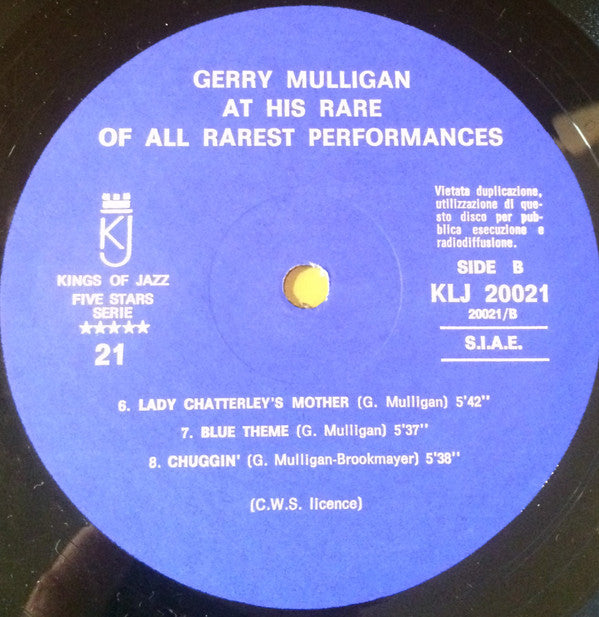 GERRY MULLIGAN
AT HIS RARE
OF ALL RAREST PERFORMANCES
KJ
KINGS OF JAZZ
FIVE STARS
SERIE
★★★★★
21
Vietata duplicazione,
utilizzazione di que-
sto disco per pub-
blica esecuzione e
radiodiffusione.
SIDE B
KLJ 20021
20021/B
S.I.A.E.
6. LADY CHATTERLEY'S MOTHER (G. Mulligan) 5'42''
7. BLUE THEME (G. Mulligan) 5'37''
8. CHUGGIN' (G. Mulligan-Brookmayer) 5'38''
(C.W.S. licence)